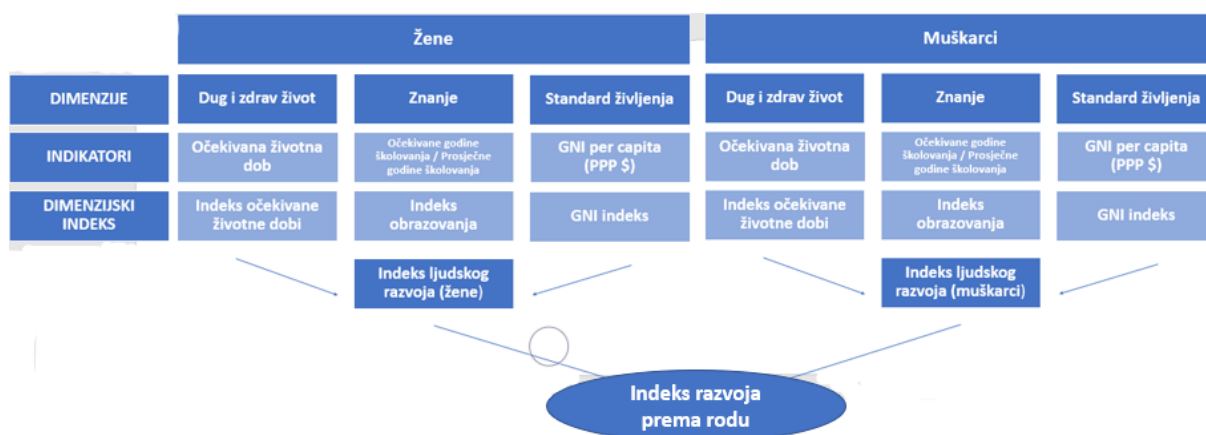 Žene
Muškarci
DIMENZIJE
Dug i zdrav život
Znanje
Standard življenja
Dug i zdrav život
Znanje
Standard življenja
INDIKATORI
Očekivana životna
dob
Očekivane godine
školovanja / Prosječne
godine školovanja
GNI per capita
(PPP $)
Očekivana životna
dob
Očekivane godine
školovanja / Prosječne
godine školovanja
GNI per capita
(PPP $)
DIMENZIJSKI
INDEKS
Indeks očekivane
životne dobi
Indeks
obrazovanja
GNI indeks
Indeks očekivane
životne dobi
Indeks
obrazovanja
GNI indeks
Indeks ljudskog
razvoja (žene)
Indeks ljudskog
razvoja (muškarci)
Indeks razvoja
prema rodu